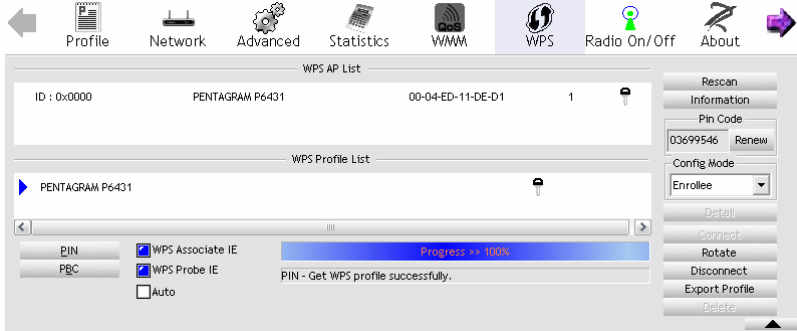 Profile Network Advanced Statistics QoS WMM WPS Radio On/Off About
WPS AP List
ID : 0x0000 PENTAGRAM P6431 00-04-ED-11-DE-D1 1
WPS Profile List
PENTAGRAM P6431
PIN
PBC
WPS Associate IE
WPS Probe IE
Auto
Progress >> 100%
PIN - Get WPS profile successfully.
Rescan
Information
Pin Code
03699546 Renew
Config Mode
Enrollee
Detail
Connect
Rotate
Disconnect
Export Profile
Delete